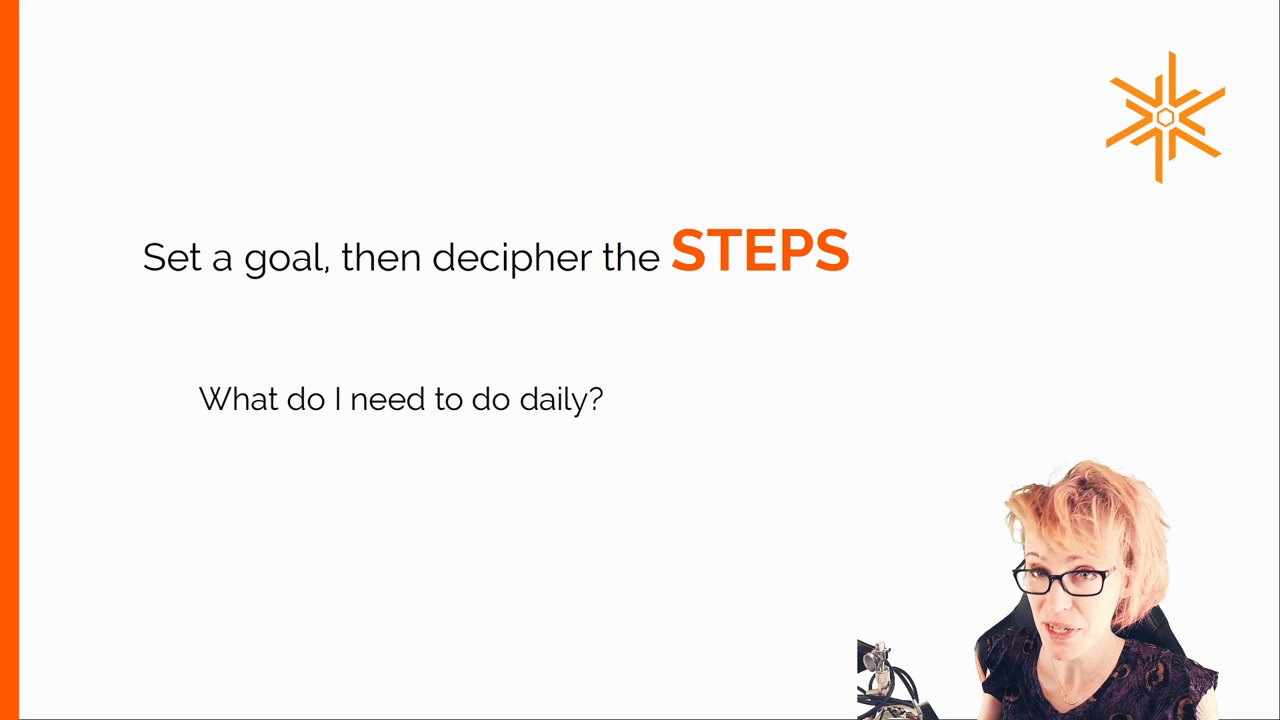 Set a goal, then decipher the STEPS
What do I need to do daily?